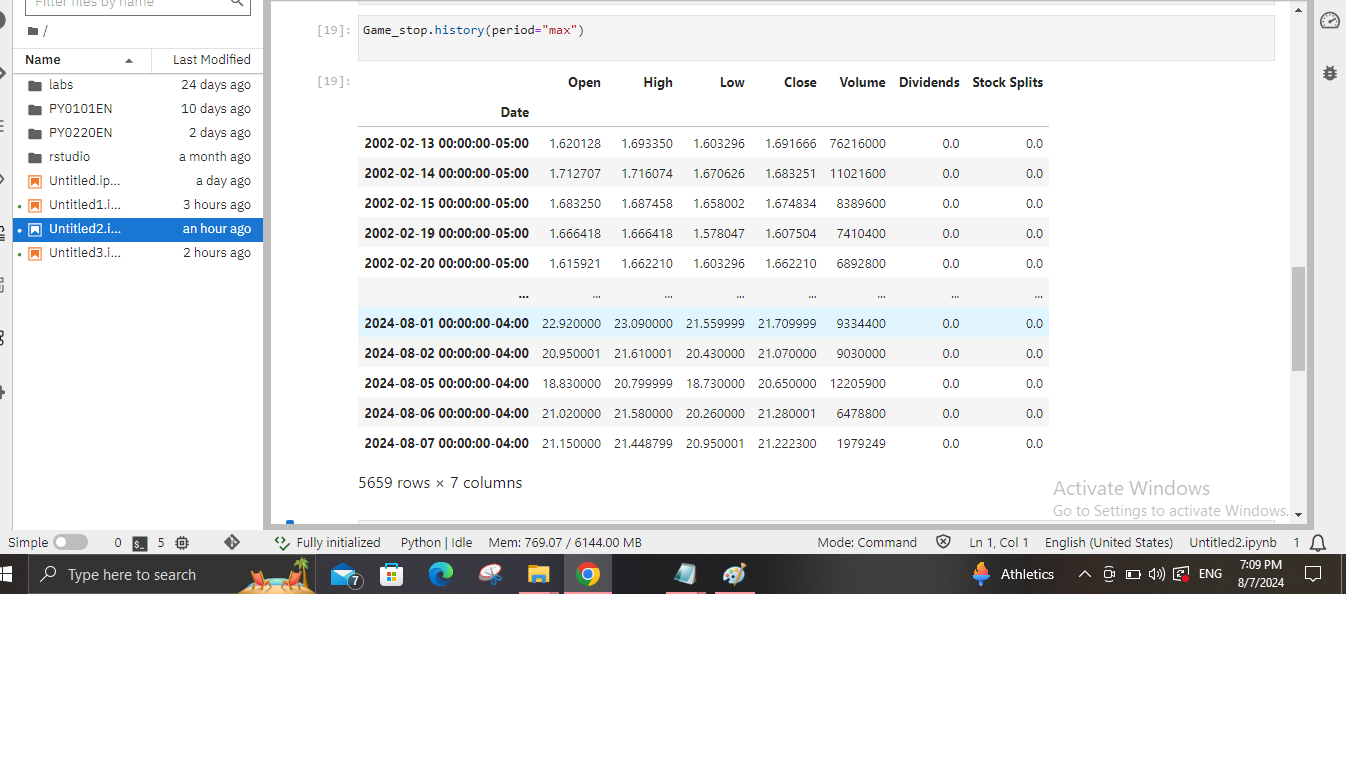 Filter files by name
/
Name Last Modified
labs 24 days ago
PY0101EN 10 days ago
PY0220EN 2 days ago
rstudio a month ago
Untitled.ip... a day ago
Untitled1.i... 3 hours ago
Untitled2.i... an hour ago
Untitled3.i... 2 hours ago
[19]: Game_stop.history(period="max")
[19]: Open High Low Close Volume Dividends Stock Splits
Date
2002-02-13 00:00:00-05:00 1.620128 1.693350 1.603296 1.691666 76216000 0.0 0.0
2002-02-14 00:00:00-05:00 1.712707 1.716074 1.670626 1.683251 11021600 0.0 0.0
2002-02-15 00:00:00-05:00 1.683250 1.687458 1.658002 1.674834 8389600 0.0 0.0
2002-02-19 00:00:00-05:00 1.666418 1.666418 1.578047 1.607504 7410400 0.0 0.0
2002-02-20 00:00:00-05:00 1.615921 1.662210 1.603296 1.662210 6892800 0.0 0.0
... ... ... ... ... ... ... ...
2024-08-01 00:00:00-04:00 22.920000 23.090000 21.559999 21.709999 9334400 0.0 0.0
2024-08-02 00:00:00-04:00 20.950001 21.610001 20.430000 21.070000 9030000 0.0 0.0
2024-08-05 00:00:00-04:00 18.830000 20.799999 18.730000 20.650000 12205900 0.0 0.0
2024-08-06 00:00:00-04:00 21.020000 21.580000 20.260000 21.280001 6478800 0.0 0.0
2024-08-07 00:00:00-04:00 21.150000 21.448799 20.950001 21.222300 1979249 0.0 0.0
5659 rows × 7 columns
Activate Windows
Go to Settings to activate Windows.
Simple 0 $_ 5 Fully initialized Python | Idle Mem: 769.07 / 6144.00 MB Mode: Command Ln 1, Col 1 English (United States) Untitled2.ipynb 1
Type here to search 7 Athletics ENG 7:09 PM
8/7/2024